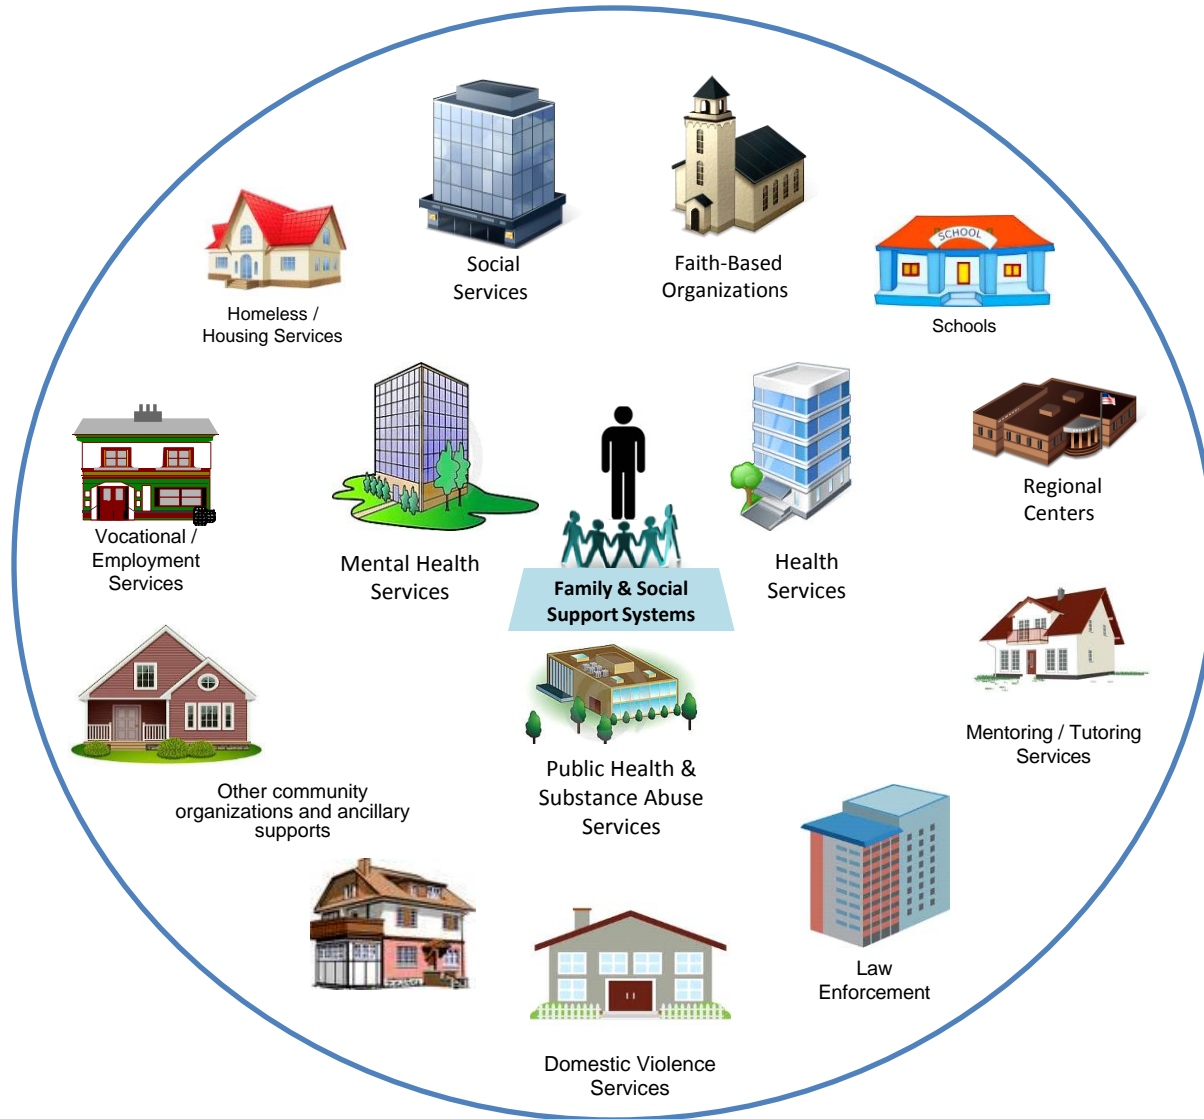 Social
Services
Faith-Based
Organizations
SCHOOL
Schools
Homeless /
Housing Services
Vocational /
Employment
Services
Mental Health
Services
Family & Social
Support Systems
Health
Services
Regional
Centers
Mentoring / Tutoring
Services
Public Health &
Substance Abuse
Services
Other community
organizations and ancillary
supports
Law
Enforcement
Domestic Violence
Services